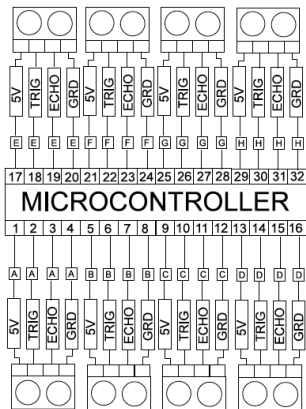 5V TRIG ECHO GRD 5V TRIG ECHO GRD 5V TRIG ECHO GRD 5V TRIG ECHO GRD
E E E E F F F F G G G G H H H H
17 18 19 20 21 22 23 24 25 26 27 28 29 30 31 32
MICROCONTROLLER
1 2 3 4 5 6 7 8 9 10 11 12 13 14 15 16
A A A A B B B B C C C C D D D D
5V TRIG ECHO GRD 5V TRIG ECHO GRD 5V TRIG ECHO GRD 5V TRIG ECHO GRD